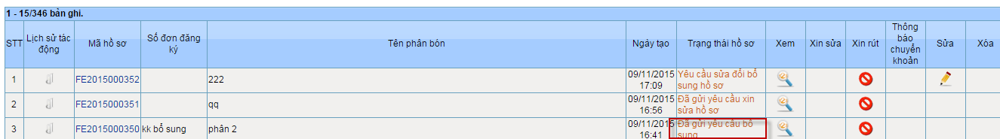 1 - 15/346 bản ghi.
STT Lịch sử tác động Mã hồ sơ Số đơn đăng ký Tên phân bón Ngày tạo Trạng thái hồ sơ Xem Xin sửa Xin rút Thông báo chuyển khoản Sửa Xóa
1 FE2015000352 222 09/11/2015 17:09 Yêu cầu sửa đổi bổ sung hồ sơ
2 FE2015000351 qq 09/11/2015 16:56 Đã gửi yêu cầu xin sửa hồ sơ
3 FE2015000350 kk bổ sung phân 2 09/11/2015 16:41 Đã gửi yêu cầu bổ sung